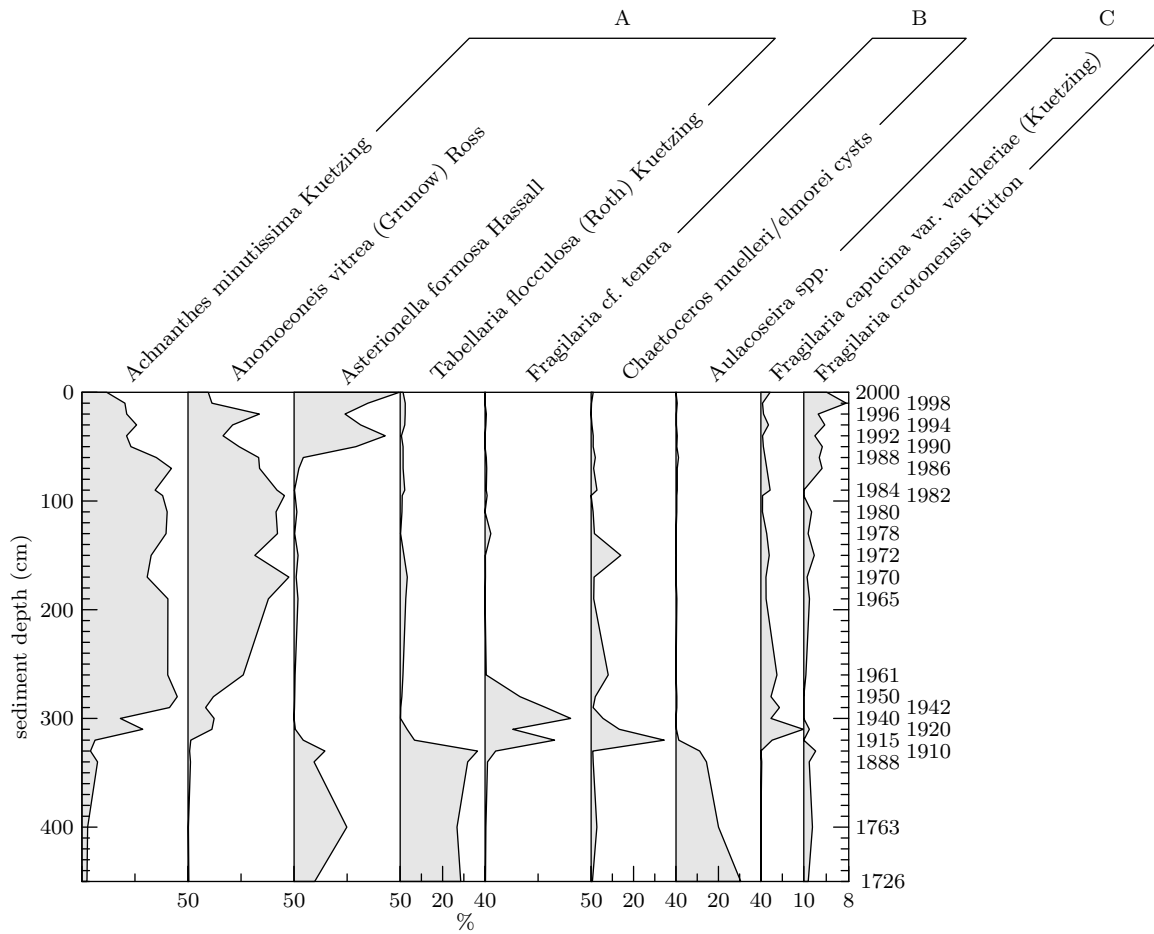 A B C
Achnanthes minutissima Kuetzing
Anomoeoneis vitrea (Grunow) Ross
Asterionella formosa Hassall
Tabellaria flocculosa (Roth) Kuetzing
Fragilaria cf. tenera
Chaetoceros muelleri/elmorei cysts
Aulacoseira spp.
Fragilaria capucina var. vaucheriae (Kuetzing)
Fragilaria crotonensis Kitton
sediment depth (cm)
0
100
200
300
400
2000
1998
1996
1994
1992
1990
1988
1986
1984
1982
1980
1978
1972
1970
1965
1961
1950
1942
1940
1920
1915
1910
1888
1763
1726
50 50 50 20 40 50 20 40 20 40 10 8
%